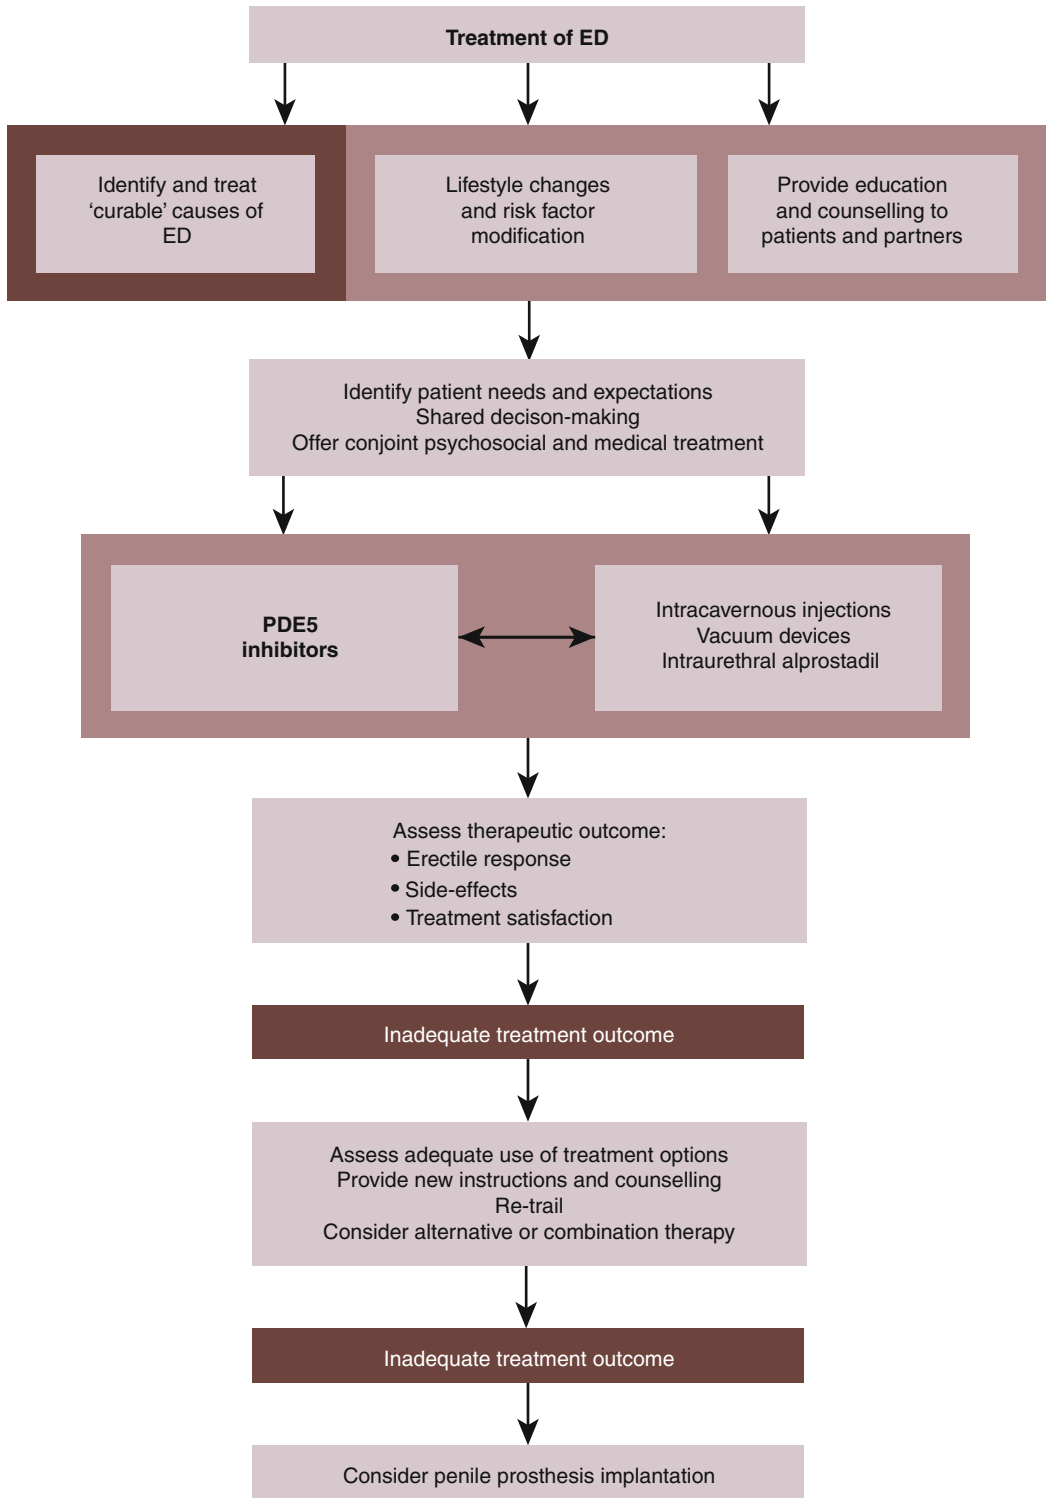 Treatment of ED
Identify and treat
‘curable’ causes of
ED
Lifestyle changes
and risk factor
modification
Provide education
and counselling to
patients and partners
Identify patient needs and expectations
Shared decison-making
Offer conjoint psychosocial and medical treatment
PDE5
inhibitors
Intracavernous injections
Vacuum devices
Intraurethral alprostadil
Assess therapeutic outcome:
• Erectile response
• Side-effects
• Treatment satisfaction
Inadequate treatment outcome
Assess adequate use of treatment options
Provide new instructions and counselling
Re-trail
Consider alternative or combination therapy
Inadequate treatment outcome
Consider penile prosthesis implantation